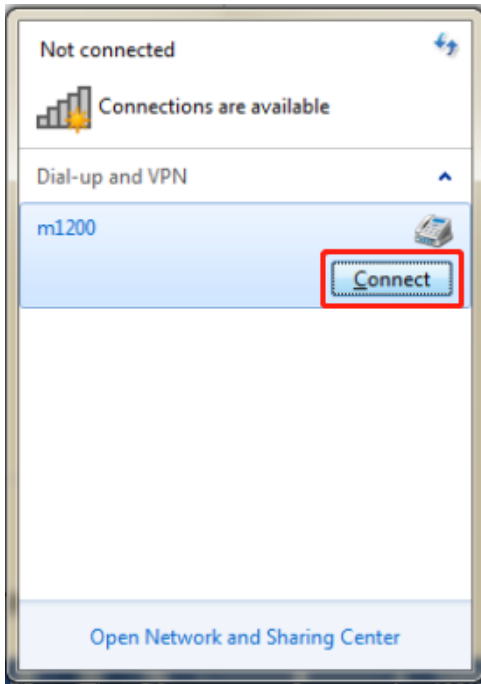 Not connected
Connections are available
Dial-up and VPN
m1200
Connect
Open Network and Sharing Center